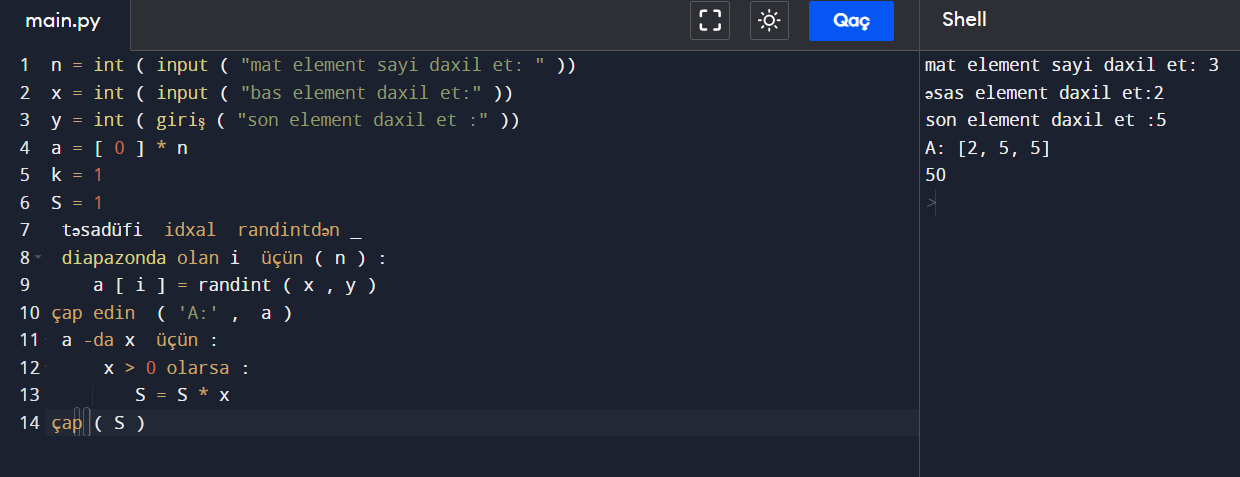 main.py
Qaç
Shell
1 n = int ( input ( "mat element sayi daxil et: " ))
2 x = int ( input ( "bas element daxil et:" ))
3 y = int ( giriş ( "son element daxil et :" ))
4 a = [ 0 ] * n
5 k = 1
6 S = 1
7 təsadüfi idxal randintdən _
8 diapazonda olan i üçün ( n ) :
9 a [ i ] = randint ( x , y )
10 çap edin ( 'A:' , a )
11 a -da x üçün :
12 x > 0 olarsa :
13 S = S * x
14 çap ( S )
mat element sayi daxil et: 3
əsas element daxil et:2
son element daxil et :5
A: [2, 5, 5]
50
>